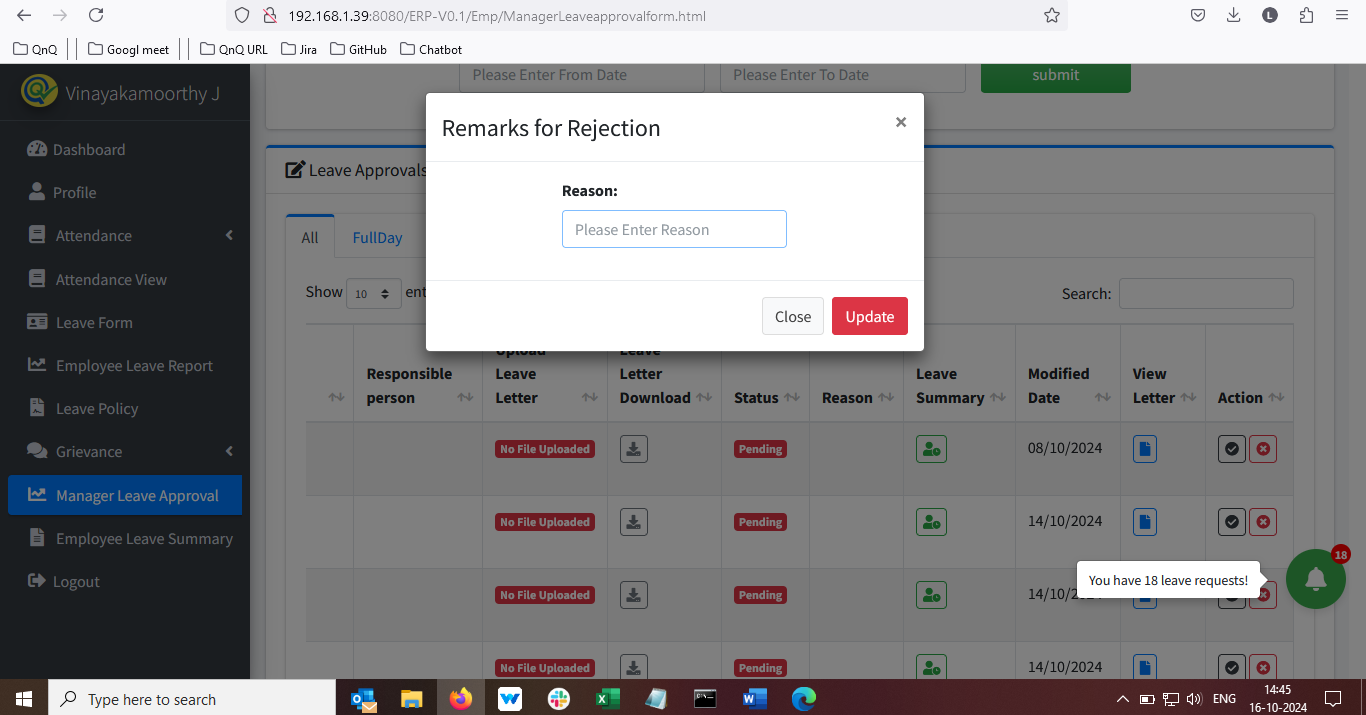 192.168.1.39:8080/ERP-V0.1/Emp/ManagerLeaveapprovalform.html
L
QnQ
Googl meet
QnQ URL
Jira
GitHub
Chatbot
Vinayakamoorthy J
Dashboard
Profile
Attendance
Attendance View
Leave Form
Employee Leave Report
Leave Policy
Grievance
Manager Leave Approval
Employee Leave Summary
Logout
Please Enter From Date
Please Enter To Date
submit
Remarks for Rejection
×
Reason:
Please Enter Reason
Close
Update
Leave Approvals
All
FullDay
Show 10 ent
Search:
Responsible person
Upload Leave Letter
Leave Letter Download
Status
Reason
Leave Summary
Modified Date
View Letter
Action
No File Uploaded Pending 08/10/2024
No File Uploaded Pending 14/10/2024
No File Uploaded Pending 14/10/2024
No File Uploaded Pending 14/10/2024
18
You have 18 leave requests!
Type here to search
ENG
14:45
16-10-2024